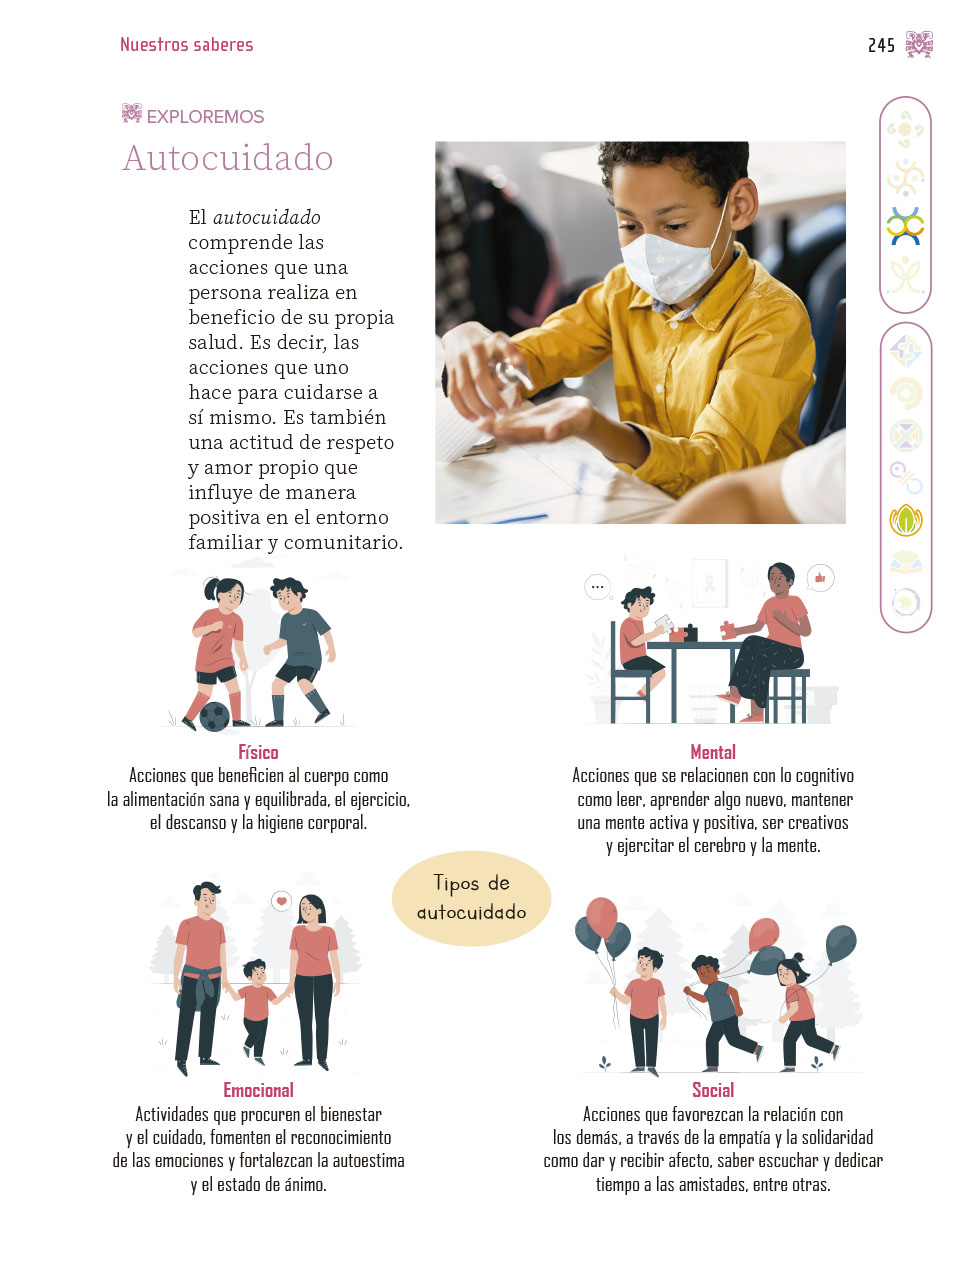 Nuestros saberes
245
EXPLOREMOS
Autocuidado
El autocuidado
comprende las
acciones que una
persona realiza en
beneficio de su propia
salud. Es decir, las
acciones que uno
hace para cuidarse a
sí mismo. Es también
una actitud de respeto
y amor propio que
influye de manera
positiva en el entorno
familiar y comunitario.
Físico
Acciones que beneficien al cuerpo como
la alimentación sana y equilibrada, el ejercicio,
el descanso y la higiene corporal.
Mental
Acciones que se relacionen con lo cognitivo
como leer, aprender algo nuevo, mantener
una mente activa y positiva, ser creativos
y ejercitar el cerebro y la mente.
Tipos de
autocuidado
Emocional
Actividades que procuren el bienestar
y el cuidado, fomenten el reconocimiento
de las emociones y fortalezcan la autoestima
y el estado de ánimo.
Social
Acciones que favorezcan la relación con
los demás, a través de la empatía y la solidaridad
como dar y recibir afecto, saber escuchar y dedicar
tiempo a las amistades, entre otras.